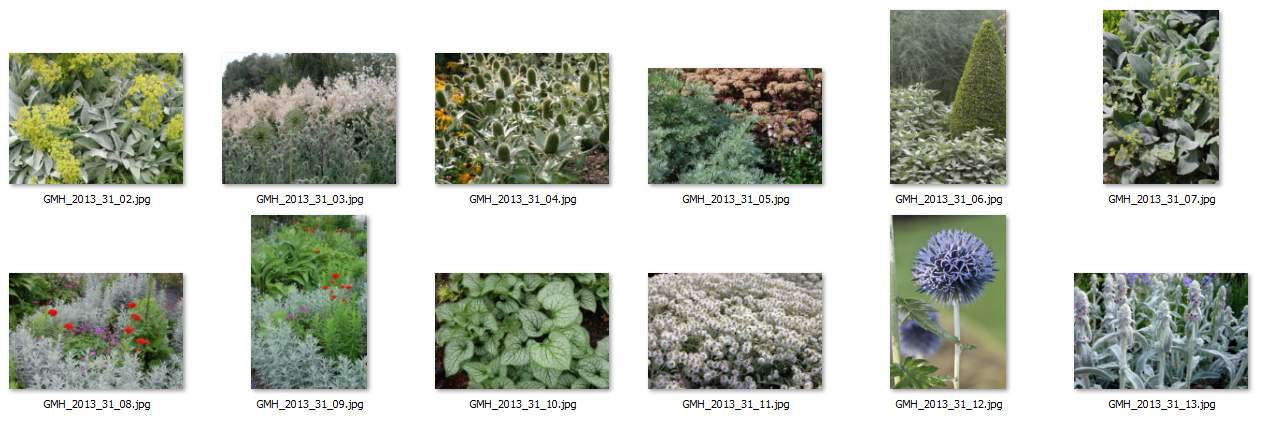 GMH_2013_31_02.jpg
GMH_2013_31_03.jpg
GMH_2013_31_04.jpg
GMH_2013_31_05.jpg
GMH_2013_31_06.jpg
GMH_2013_31_07.jpg
GMH_2013_31_08.jpg
GMH_2013_31_09.jpg
GMH_2013_31_10.jpg
GMH_2013_31_11.jpg
GMH_2013_31_12.jpg
GMH_2013_31_13.jpg